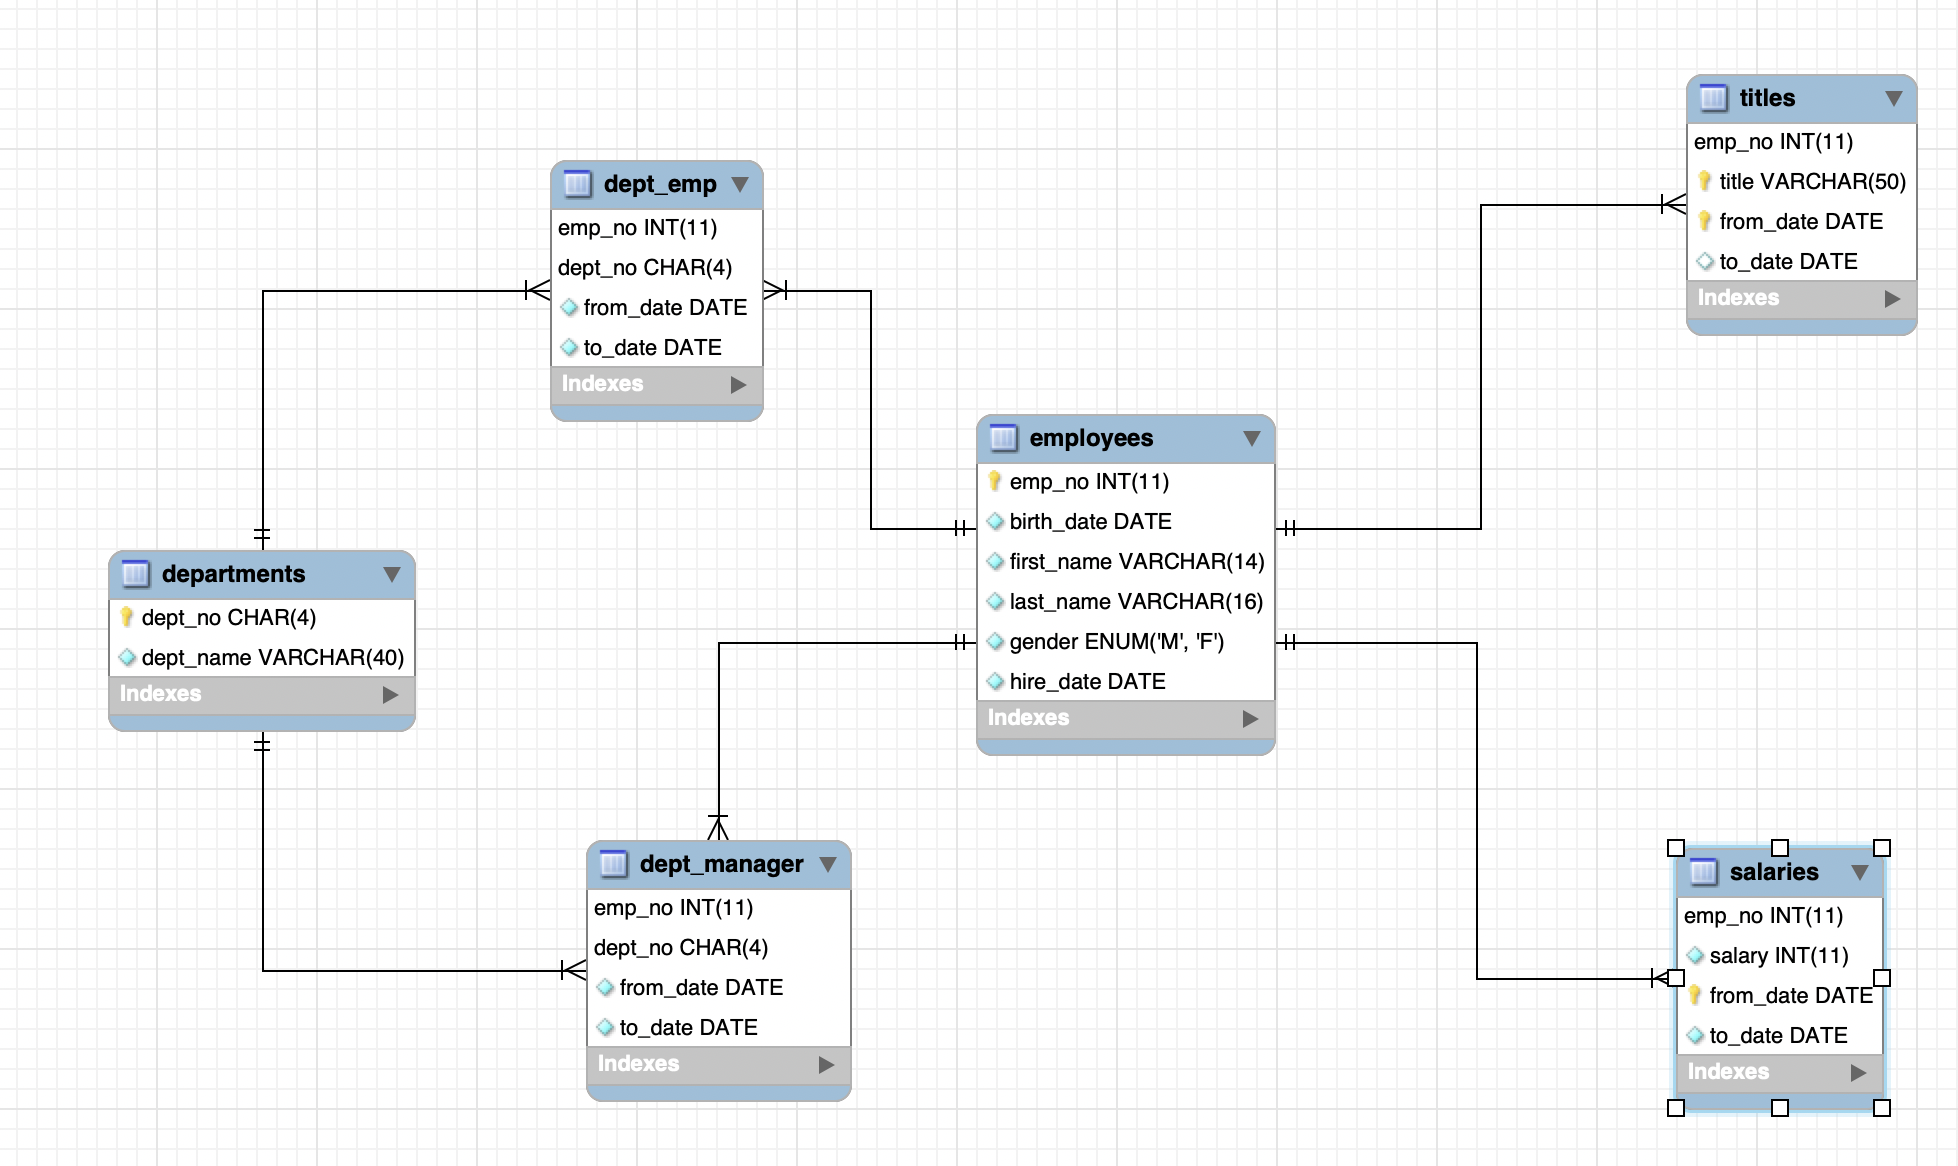 titles
emp_no INT(11)
title VARCHAR(50)
from_date DATE
to_date DATE
Indexes
dept_emp
emp_no INT(11)
dept_no CHAR(4)
from_date DATE
to_date DATE
Indexes
employees
emp_no INT(11)
birth_date DATE
first_name VARCHAR(14)
last_name VARCHAR(16)
gender ENUM('M', 'F')
hire_date DATE
Indexes
departments
dept_no CHAR(4)
dept_name VARCHAR(40)
Indexes
dept_manager
emp_no INT(11)
dept_no CHAR(4)
from_date DATE
to_date DATE
Indexes
salaries
emp_no INT(11)
salary INT(11)
from_date DATE
to_date DATE
Indexes